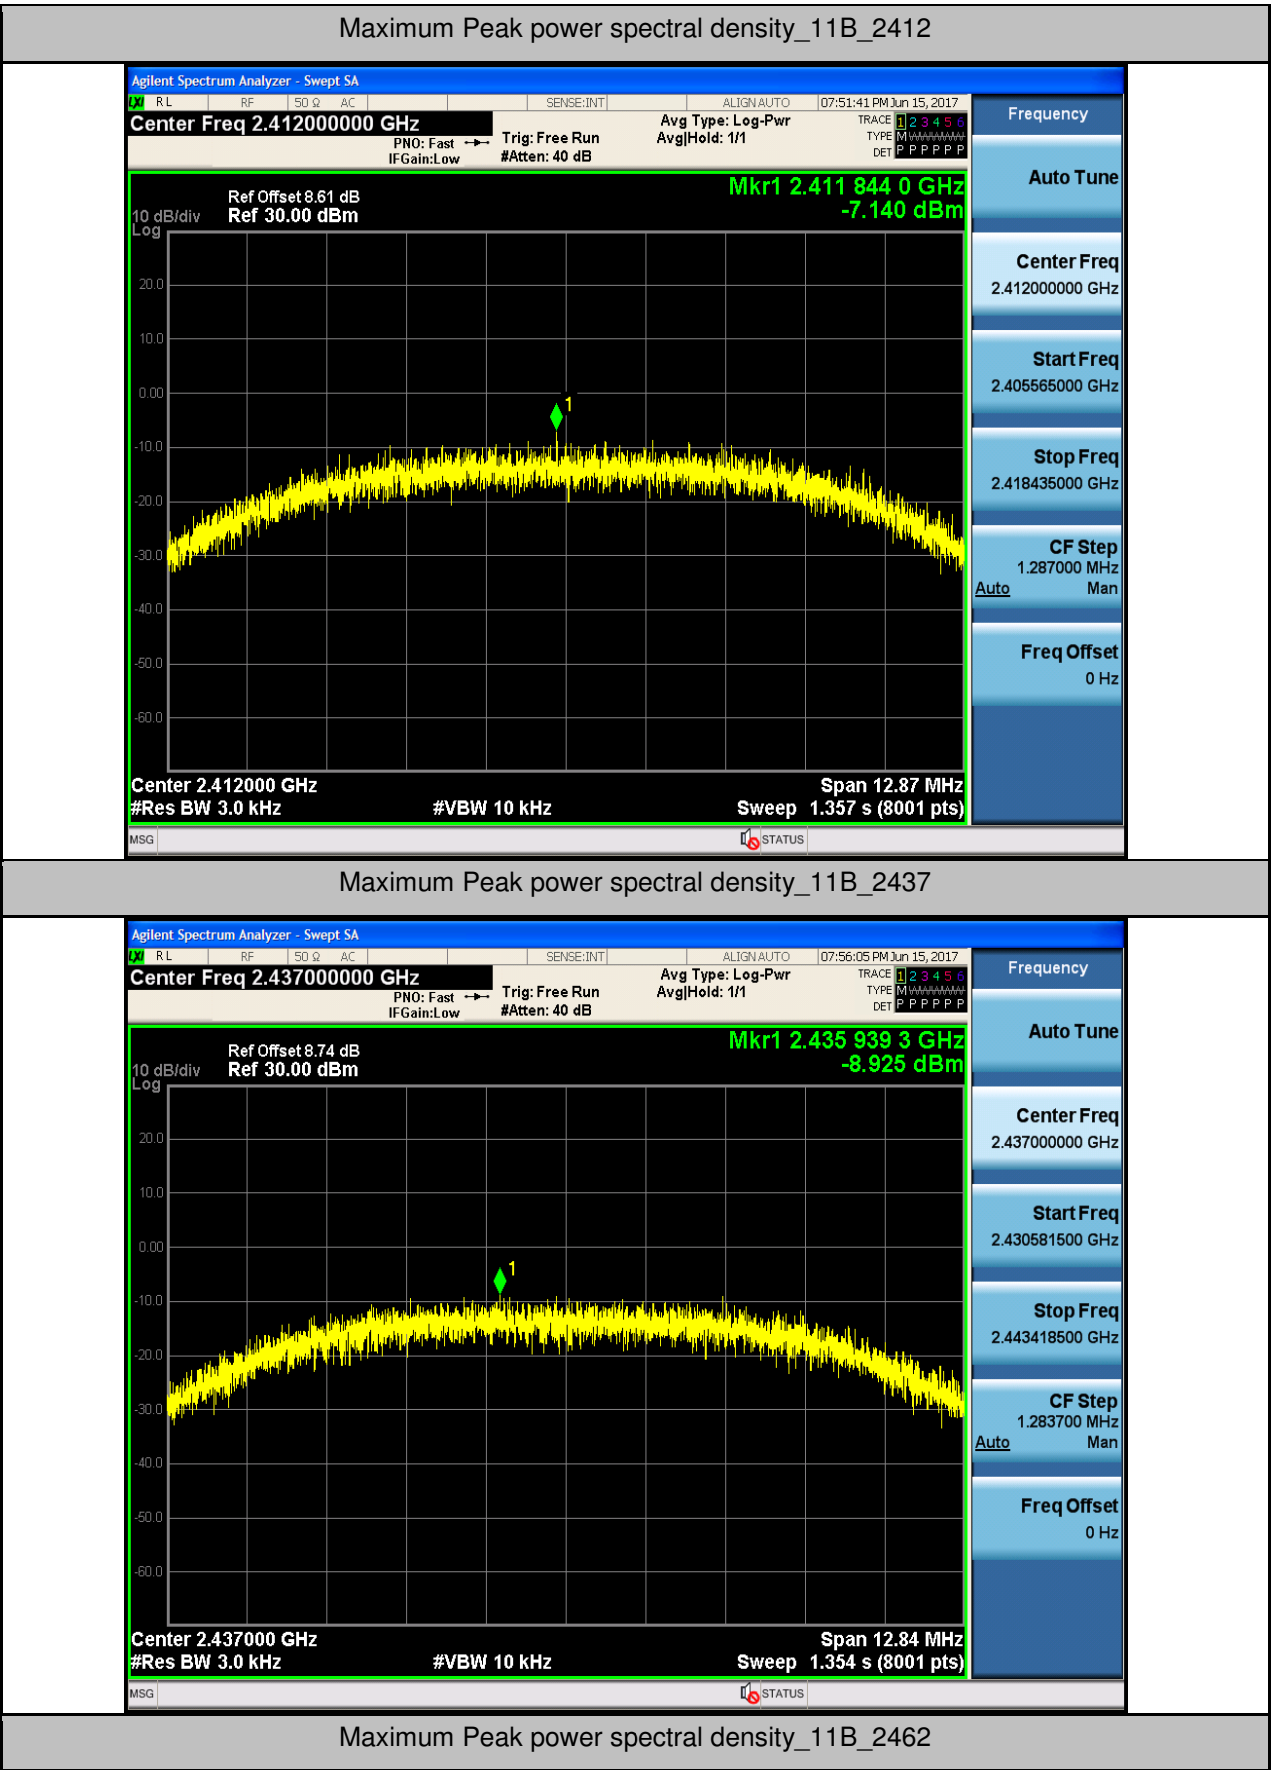 Maximum Peak power spectral density_11B_2412
Agilent Spectrum Analyzer - Swept SA
LXI RL RF 50 Ω AC SENSE:INT ALIGN AUTO 07:51:41 PM Jun 15, 2017
Center Freq 2.412000000 GHz
PNO: Fast
IFGain:Low
Trig: Free Run
#Atten: 40 dB
Avg Type: Log-Pwr
Avg|Hold: 1/1
TRACE 1 2 3 4 5 6
TYPE M WWWWW
DET P P P P P P
Frequency
Auto Tune
Center Freq
2.412000000 GHz
Start Freq
2.405565000 GHz
Stop Freq
2.418435000 GHz
CF Step
1.287000 MHz
Auto Man
Freq Offset
0 Hz
Mkr1 2.411 844 0 GHz
-7.140 dBm
Ref Offset 8.61 dB
10 dB/div Ref 30.00 dBm
Log
20.0
10.0
0.00
1
-10.0
-20.0
-30.0
-40.0
-50.0
-60.0
Center 2.412000 GHz Span 12.87 MHz
#Res BW 3.0 kHz #VBW 10 kHz Sweep 1.357 s (8001 pts)
MSG STATUS
Maximum Peak power spectral density_11B_2437
Agilent Spectrum Analyzer - Swept SA
LXI RL RF 50 Ω AC SENSE:INT ALIGN AUTO 07:56:05 PM Jun 15, 2017
Center Freq 2.437000000 GHz
PNO: Fast
IFGain:Low
Trig: Free Run
#Atten: 40 dB
Avg Type: Log-Pwr
Avg|Hold: 1/1
TRACE 1 2 3 4 5 6
TYPE M WWWWW
DET P P P P P P
Frequency
Auto Tune
Center Freq
2.437000000 GHz
Start Freq
2.430581500 GHz
Stop Freq
2.443418500 GHz
CF Step
1.283700 MHz
Auto Man
Freq Offset
0 Hz
Mkr1 2.435 939 3 GHz
-8.925 dBm
Ref Offset 8.74 dB
10 dB/div Ref 30.00 dBm
Log
20.0
10.0
0.00
1
-10.0
-20.0
-30.0
-40.0
-50.0
-60.0
Center 2.437000 GHz Span 12.84 MHz
#Res BW 3.0 kHz #VBW 10 kHz Sweep 1.354 s (8001 pts)
MSG STATUS
Maximum Peak power spectral density_11B_2462